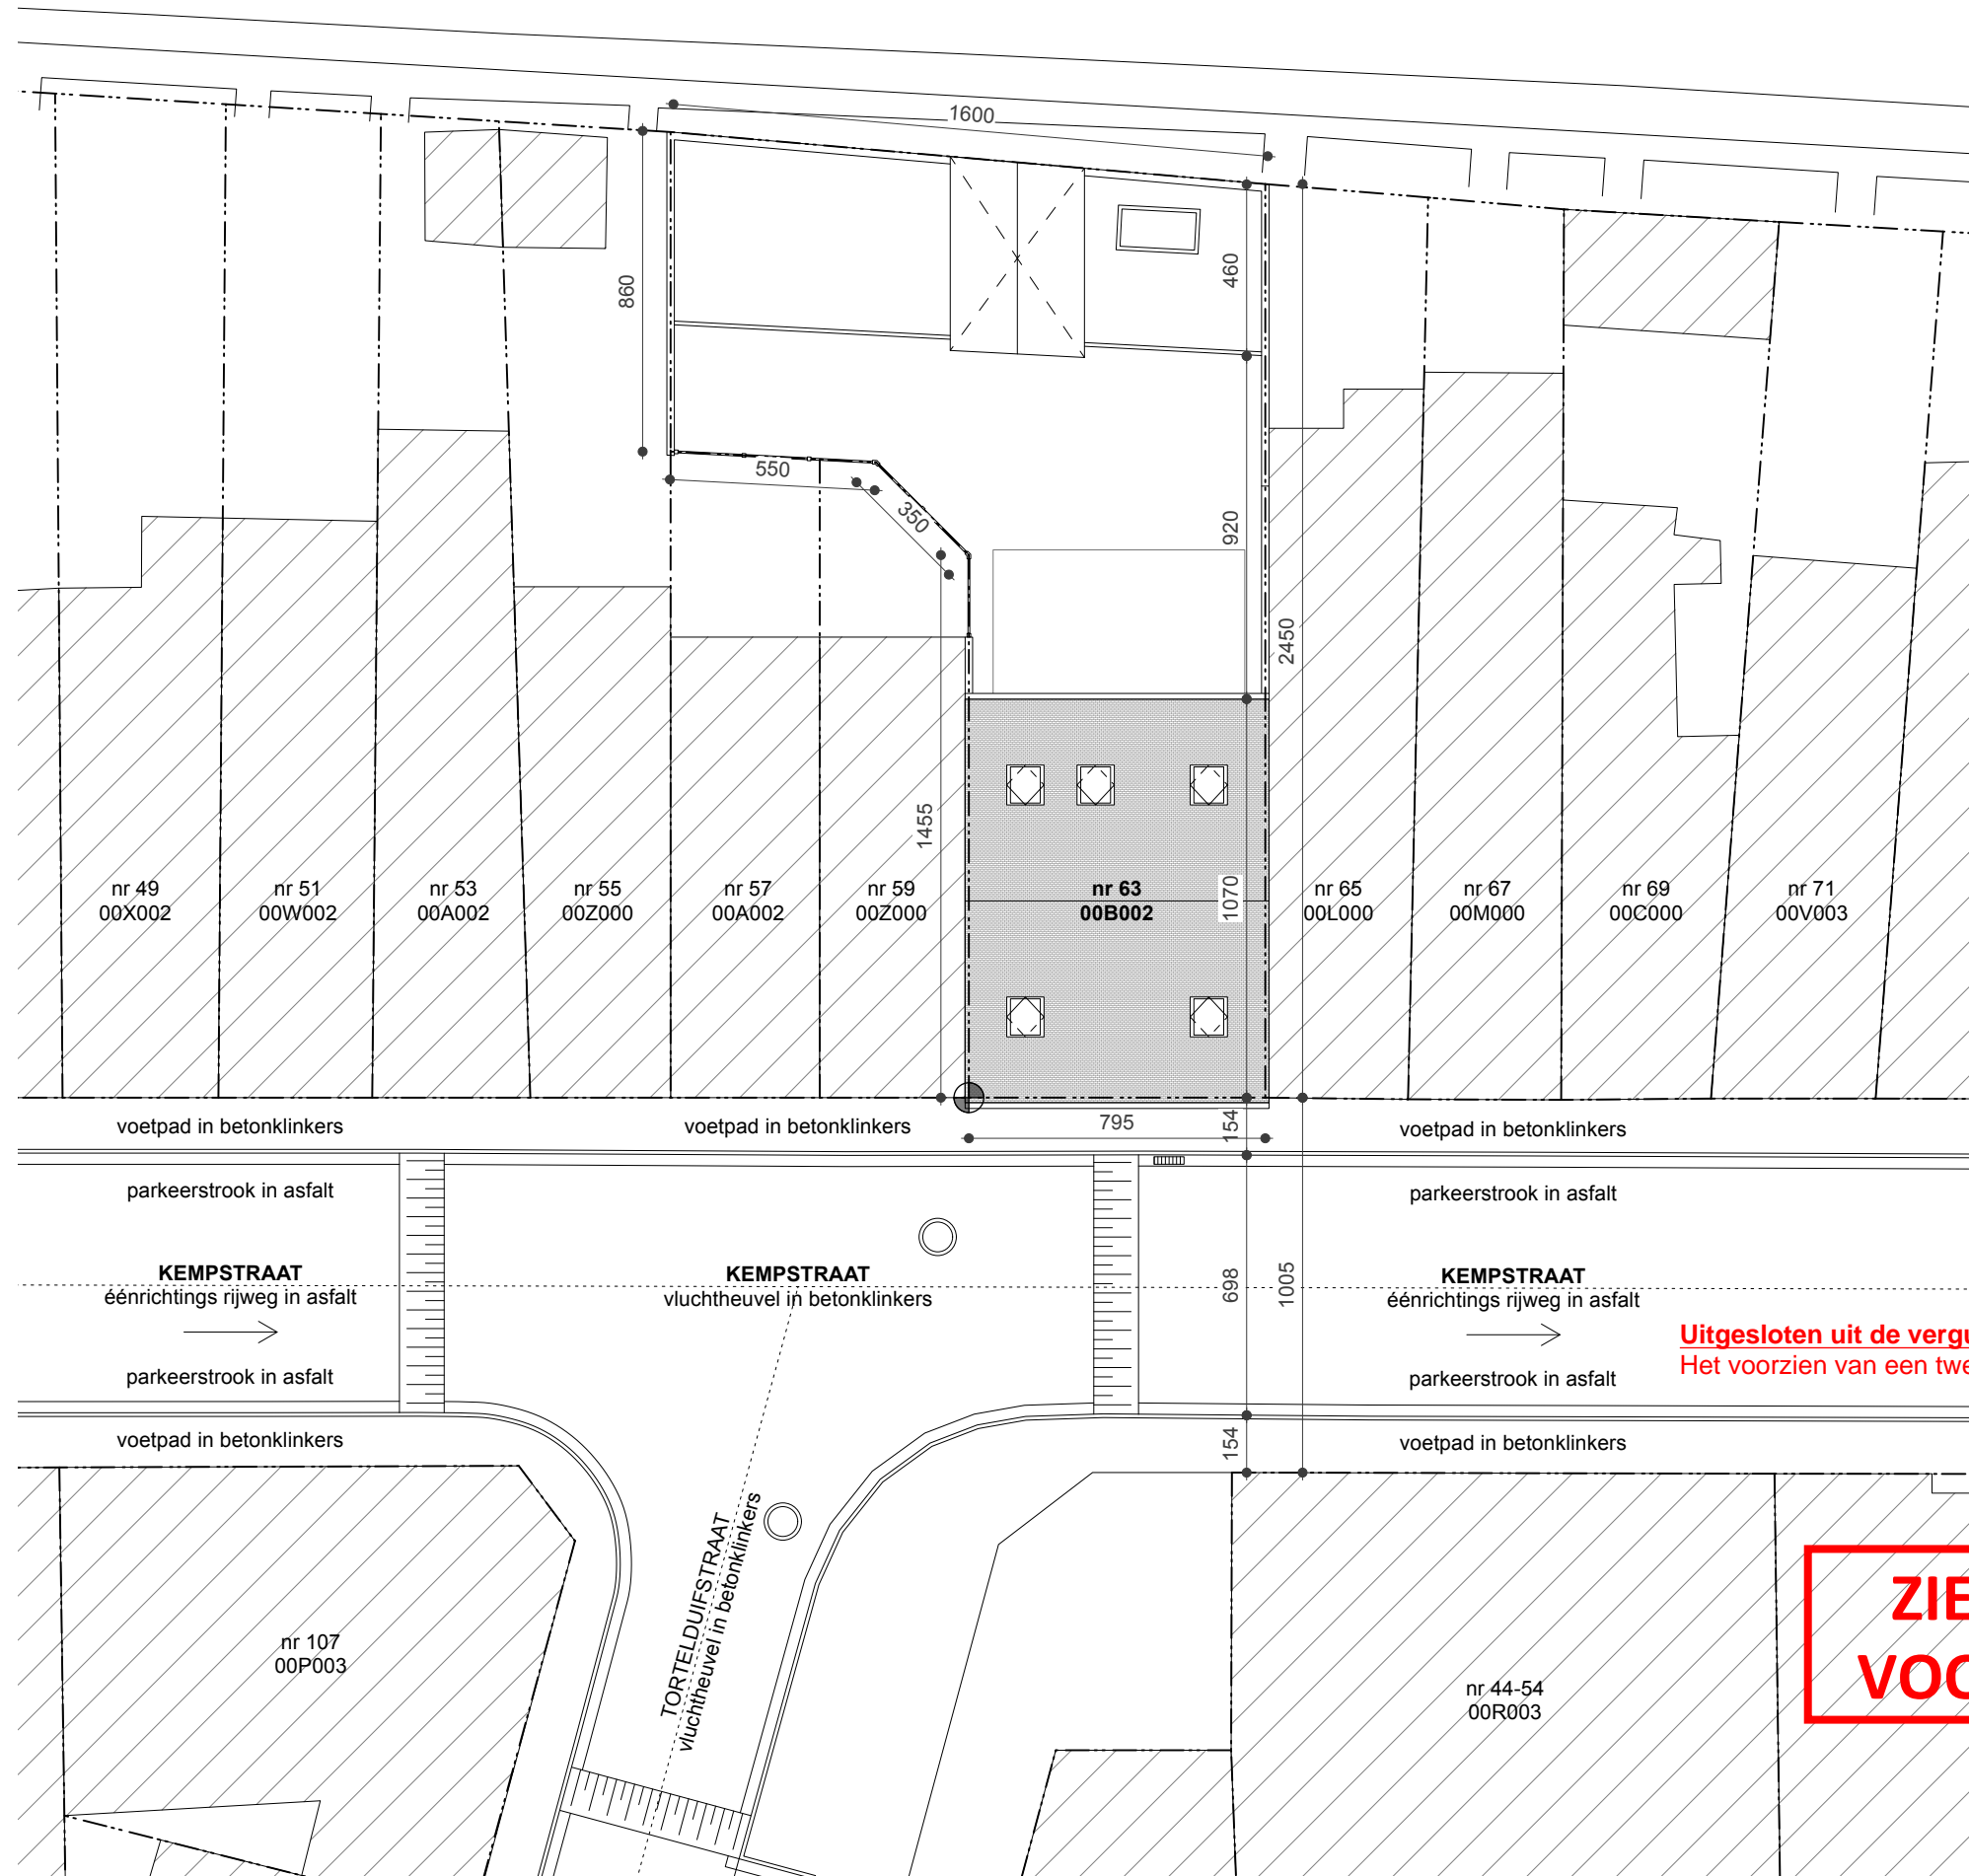 1600
860
460
550
350
920
2450
1455
1070
nr 49
00X002
nr 51
00W002
nr 53
00A002
nr 55
00Z000
nr 57
00A002
nr 59
00Z000
nr 63
00B002
nr 65
00L000
nr 67
00M000
nr 69
00C000
nr 71
00V003
voetpad in betonklinkers
voetpad in betonklinkers
795
154
voetpad in betonklinkers
parkeerstrook in asfalt
parkeerstrook in asfalt
KEMPSTRAAT
éénrichtings rijweg in asfalt
KEMPSTRAAT
vluchtheuvel in betonklinkers
698
1005
KEMPSTRAAT
éénrichtings rijweg in asfalt
Uitgesloten uit de
Het voorzien van een
parkeerstrook in asfalt
parkeerstrook in asfalt
voetpad in betonklinkers
154
voetpad in betonklinkers
TORTELDUIFSTRAAT
vluchtheuvel in betonklinkers
nr 107
00P003
nr 44-54
00R003
ZIE